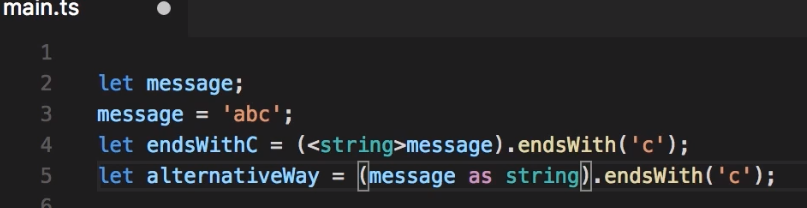 main.ts
1
2 let message;
3 message = 'abc';
4 let endsWithC = (<string>message).endsWith('c');
5 let alternativeWay = (message as string).endsWith('c');
6